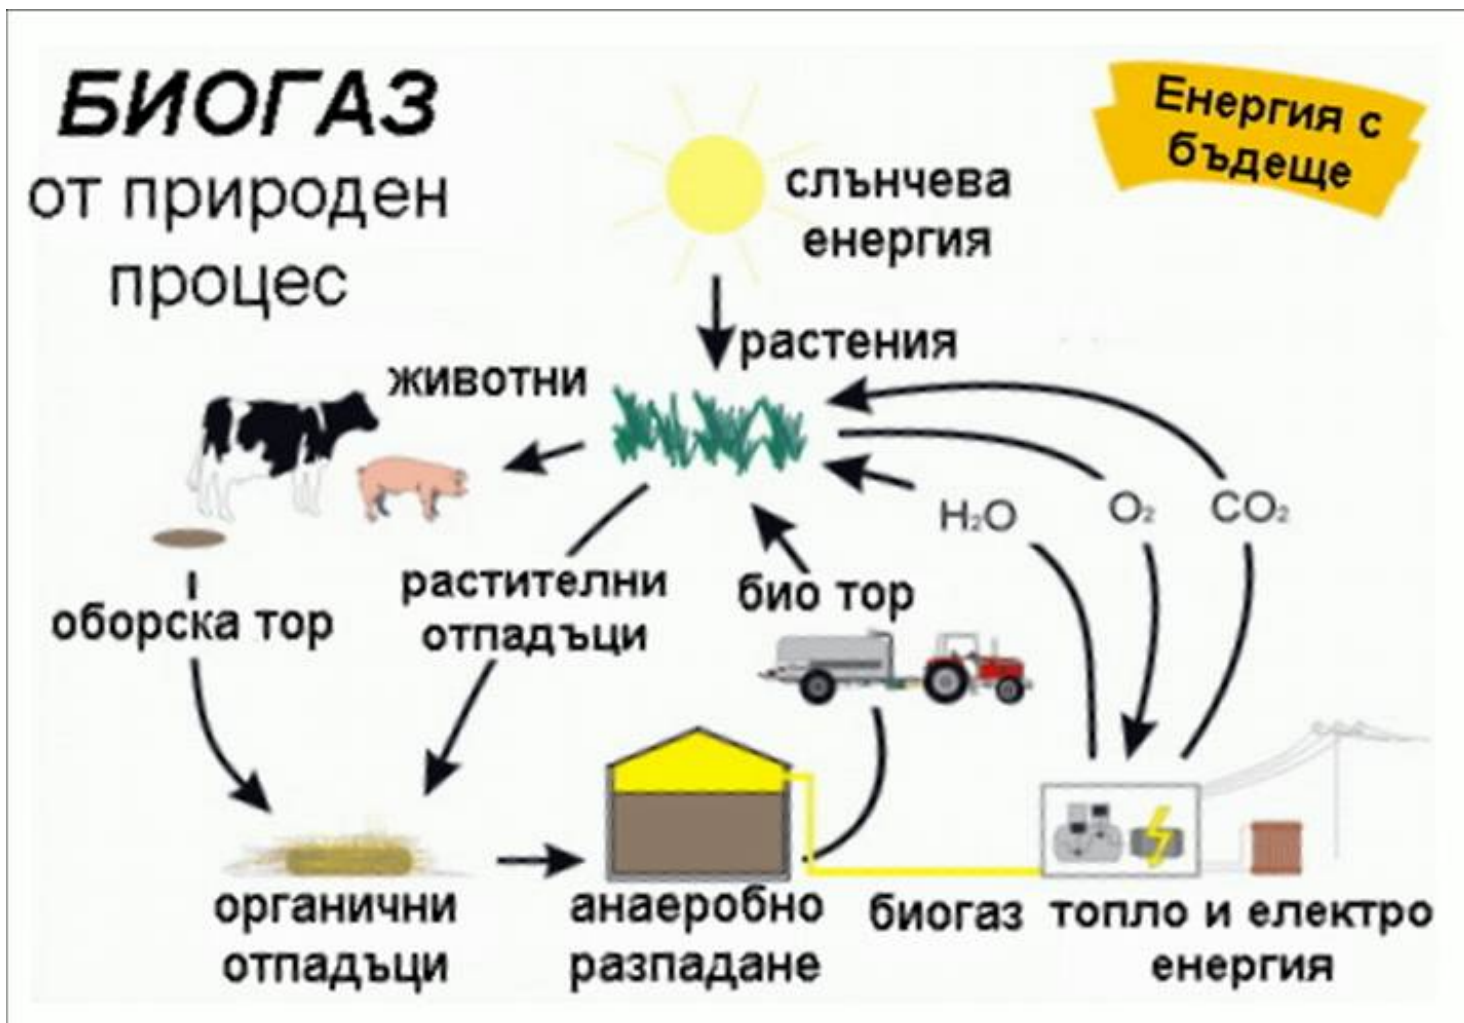 БИОГАЗ
от природен
процес
Енергия с
бъдеще
слънчева
енергия
растения
животни
H₂O
O₂
CO₂
оборска тор
растителни
отпадъци
био тор
органични
отпадъци
анаеробно
разпадане
биогаз
топло и електро
енергия